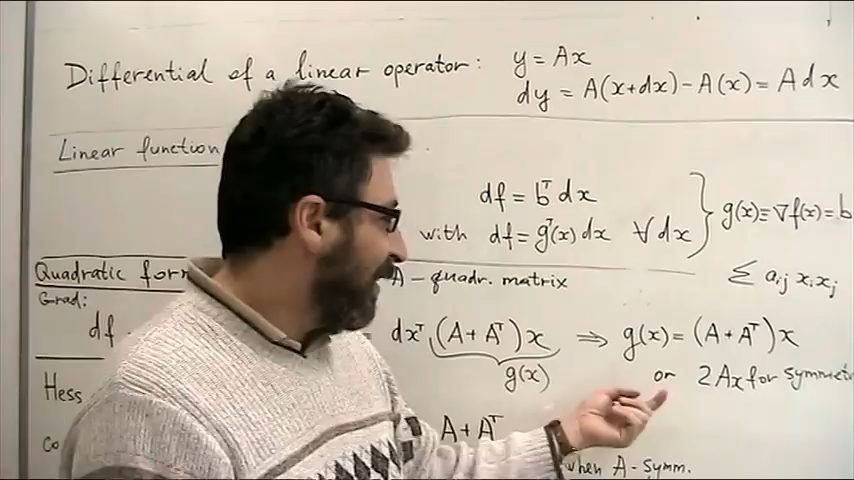 Differential of a linear operator: y = Ax
dy = A(x+dx) - A(x) = A dx
Linear function
df = bᵀ dx
with df = gᵀ(x) dx ∀ dx } g(x) ≡ ∇f(x) = b
Quadratic form A - quadr. matrix Σ aᵢⱼ xᵢ xⱼ
Grad:
df dxᵀ (A + Aᵀ) x ⇒ g(x) = (A + Aᵀ) x
g(x) or 2Ax for
Hess A + Aᵀ
when A - symm.